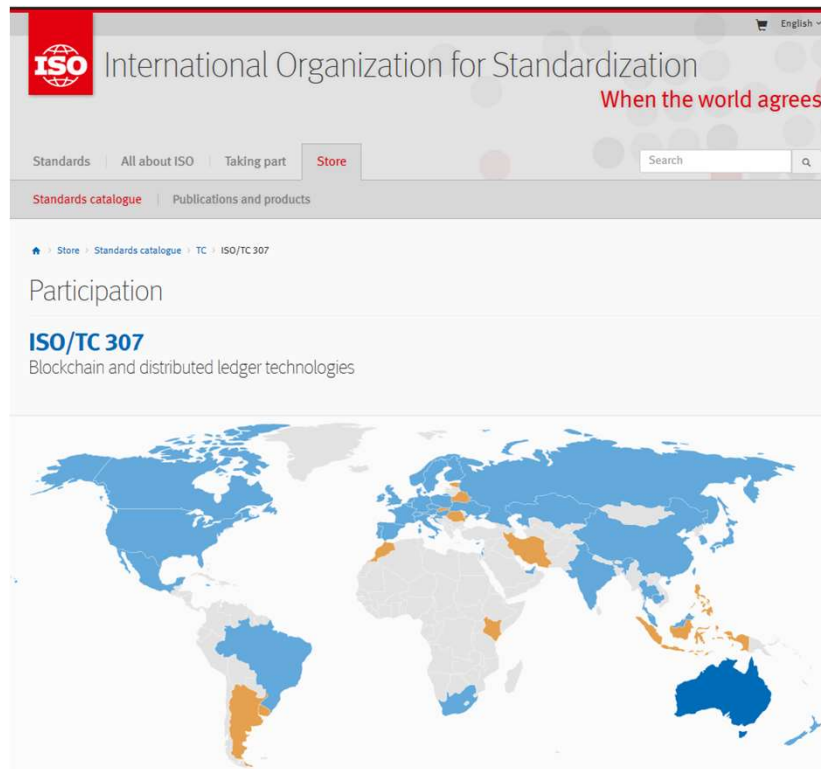 English
ISO International Organization for Standardization
When the world agrees
Standards All about ISO Taking part Store
Search
Standards catalogue Publications and products
Store Standards catalogue TC ISO/TC 307
Participation
ISO/TC 307
Blockchain and distributed ledger technologies